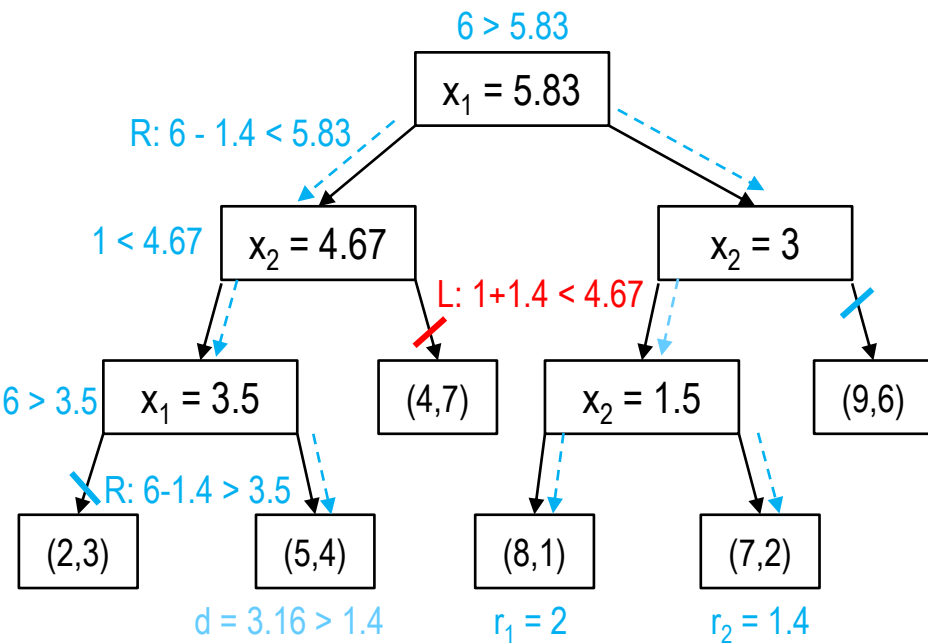 6 > 5.83
x₁ = 5.83
R: 6 - 1.4 < 5.83
1 < 4.67
x₂ = 4.67
x₂ = 3
L: 1+1.4 < 4.67
6 > 3.5
x₁ = 3.5
(4,7)
x₂ = 1.5
(9,6)
R: 6-1.4 > 3.5
(2,3)
(5,4)
(8,1)
(7,2)
d = 3.16 > 1.4
r₁ = 2
r₂ = 1.4